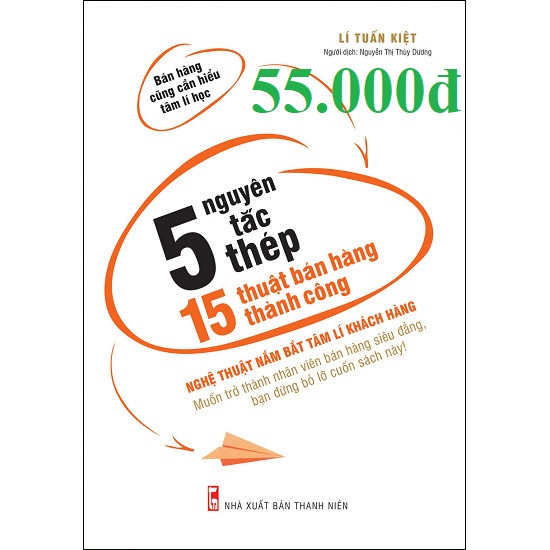 LÍ TUẤN KIỆT
Người dịch: Nguyễn Thị Thùy Dương
Bán hàng
cũng cần hiểu
tâm lí học
55.000đ
5 nguyên
tắc
thép
15 thuật bán hàng
thành công
NGHỆ THUẬT NẮM BẮT TÂM LÍ KHÁCH HÀNG
Muốn trở thành nhân viên bán hàng siêu đẳng,
bạn đừng bỏ lỡ cuốn sách này!
NHÀ XUẤT BẢN THANH NIÊN